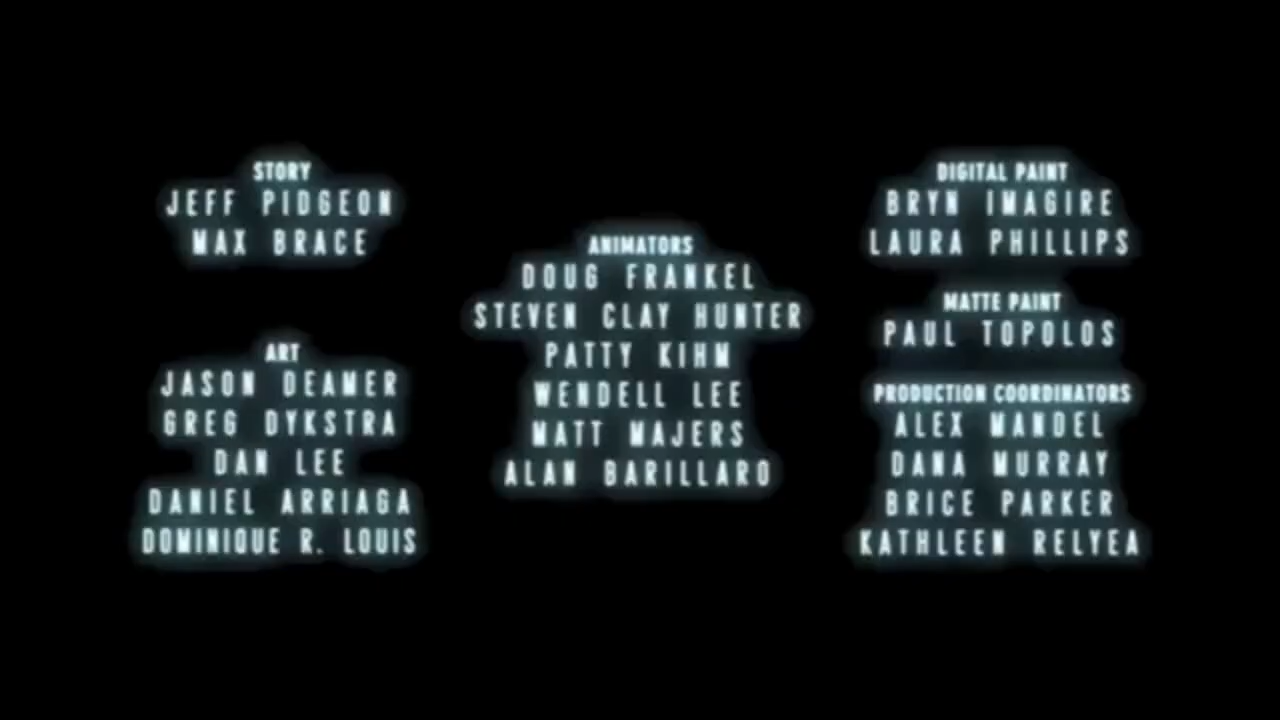 STORY
JEFF PIDGEON
MAX BRACE
ART
JASON DEAMER
GREG DYKSTRA
DAN LEE
DANIEL ARRIAGA
DOMINIQUE R. LOUIS
ANIMATORS
DOUG FRANKEL
STEVEN CLAY HUNTER
PATTY KIHM
WENDELL LEE
MATT MAJERS
ALAN BARILLARO
DIGITAL PAINT
BRYN IMAGIRE
LAURA PHILLIPS
MATTE PAINT
PAUL TOPOLOS
PRODUCTION COORDINATORS
ALEX MANDEL
DANA MURRAY
BRICE PARKER
KATHLEEN RELYEA